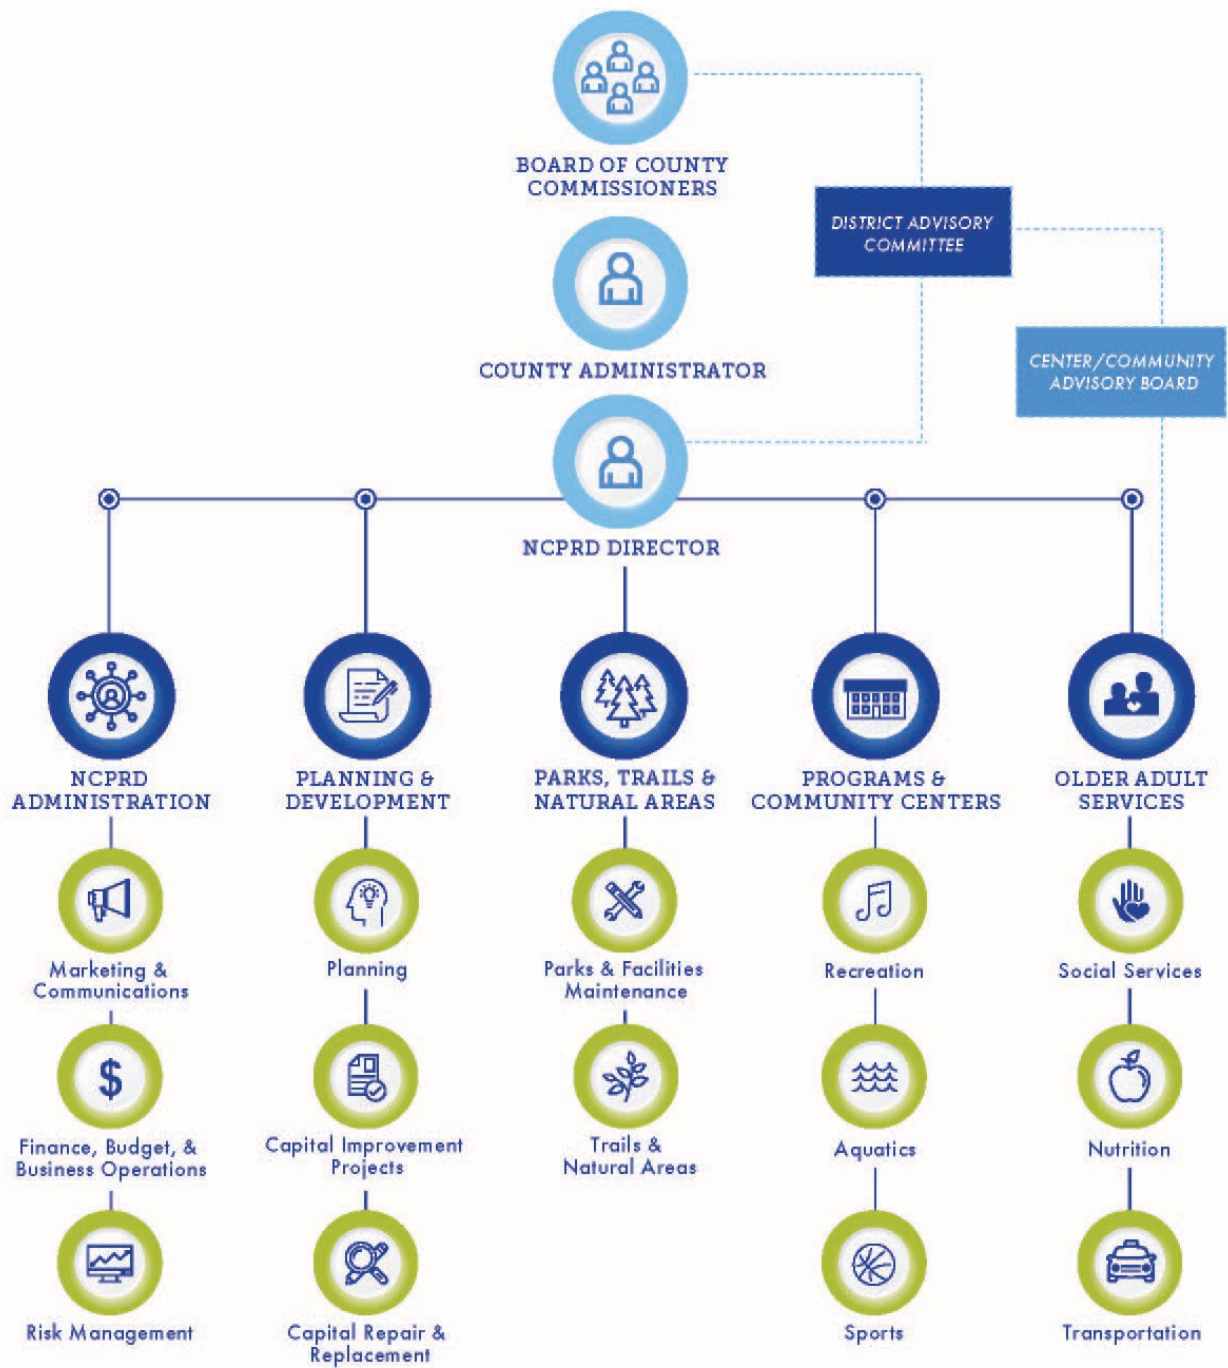 BOARD OF COUNTY
COMMISSIONERS
DISTRICT ADVISORY
COMMITTEE
COUNTY ADMINISTRATOR
CENTER/COMMUNITY
ADVISORY BOARD
NCPRD DIRECTOR
NCPRD
ADMINISTRATION
PLANNING &
DEVELOPMENT
PARKS, TRAILS &
NATURAL AREAS
PROGRAMS &
COMMUNITY CENTERS
OLDER ADULT
SERVICES
Marketing &
Communications
Planning
Parks & Facilities
Maintenance
Recreation
Social Services
$
Finance, Budget, &
Business Operations
Capital Improvement
Projects
Trails &
Natural Areas
Aquatics
Nutrition
Risk Management
Capital Repair &
Replacement
Sports
Transportation